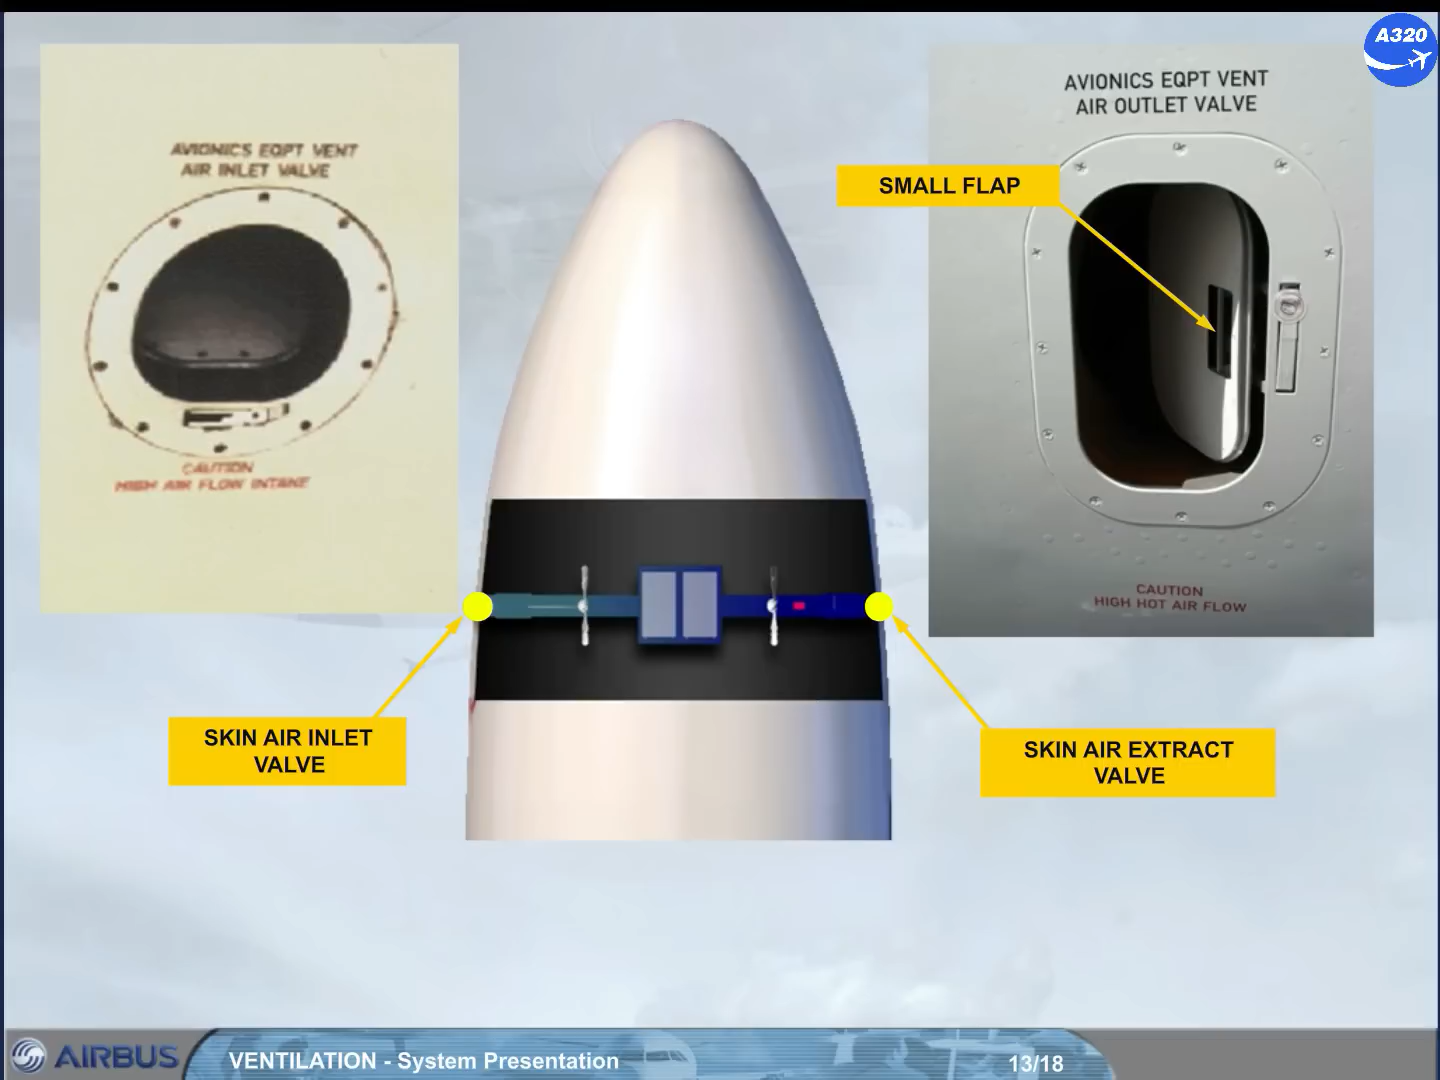 A320
AVIONICS EQPT VENT
AIR INLET VALVE
CAUTION
HIGH AIR FLOW INTAKE
AVIONICS EQPT VENT
AIR OUTLET VALVE
SMALL FLAP
CAUTION
HIGH HOT AIR FLOW
SKIN AIR INLET
VALVE
SKIN AIR EXTRACT
VALVE
AIRBUS
VENTILATION - System Presentation
13/18